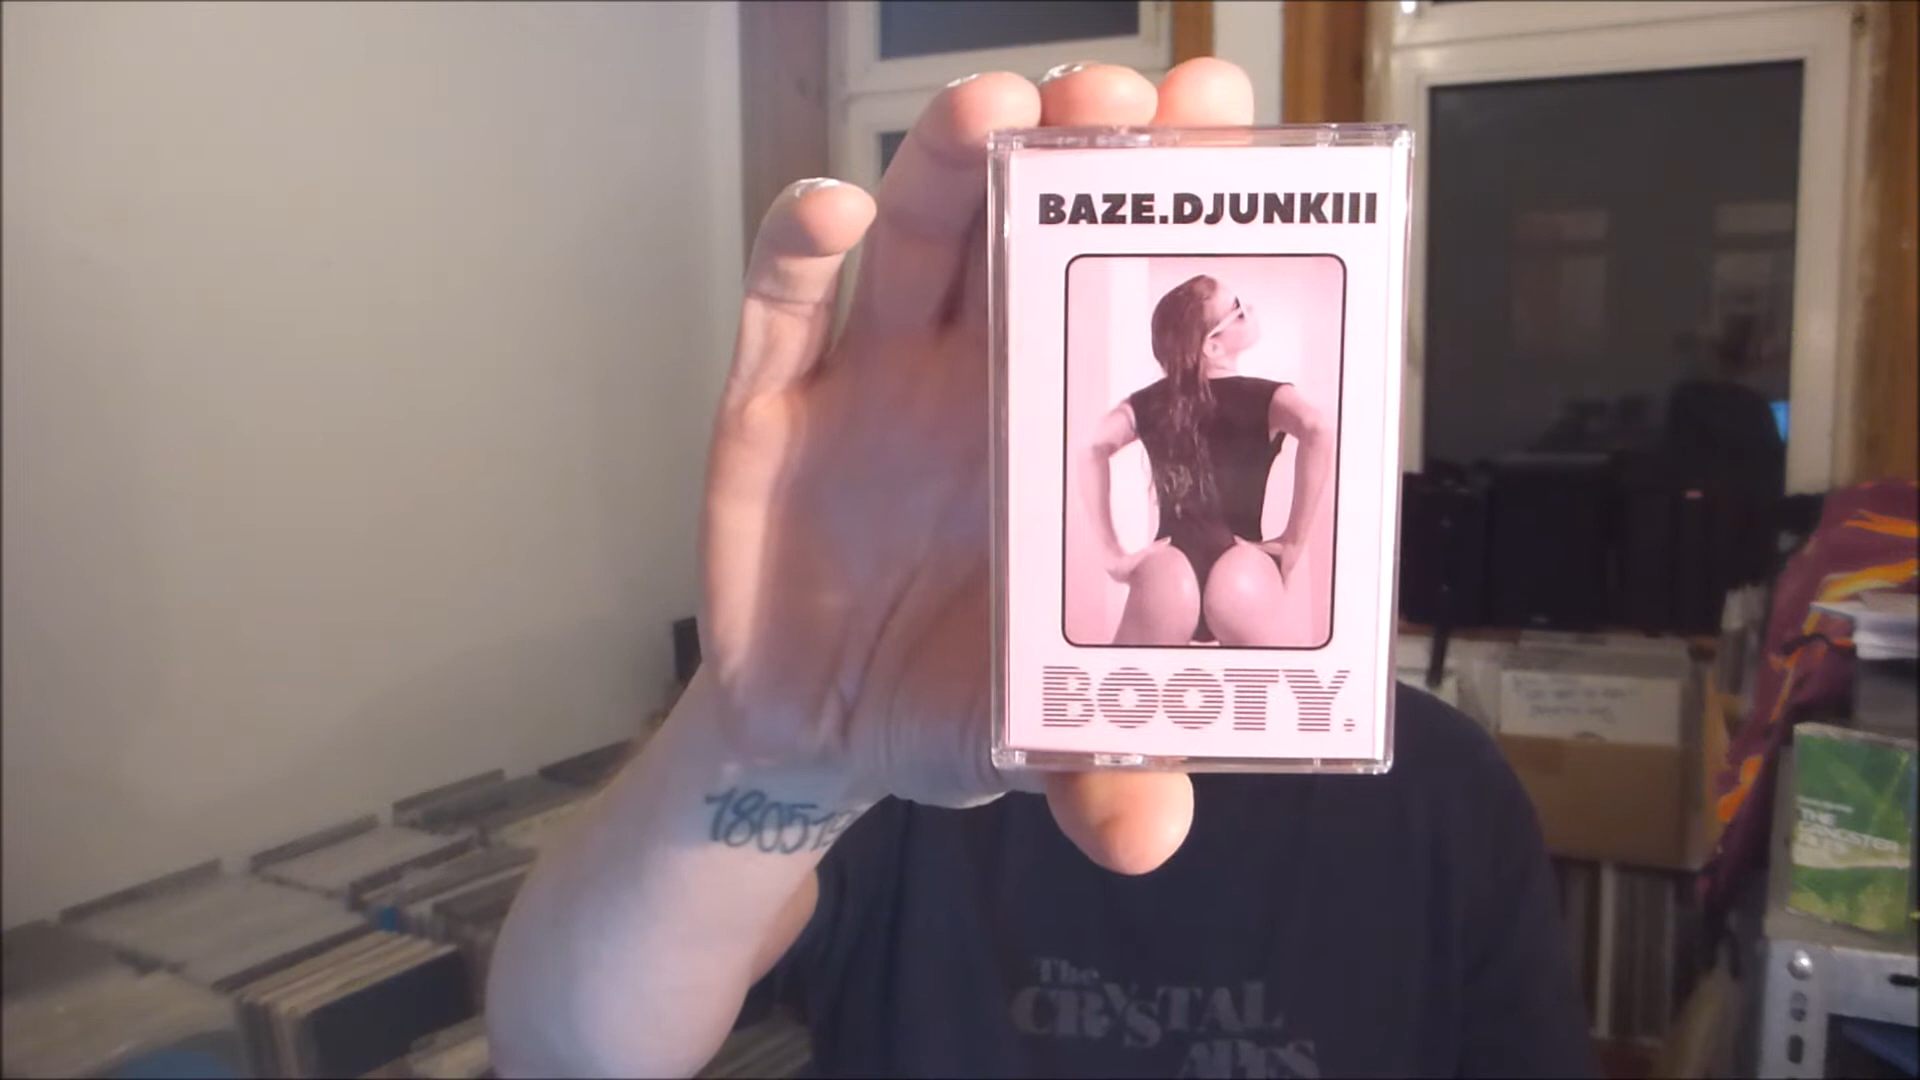 BAZE.DJUNKIII
BOOTY.
The
CRYSTAL
APES
THE
GANGSTER